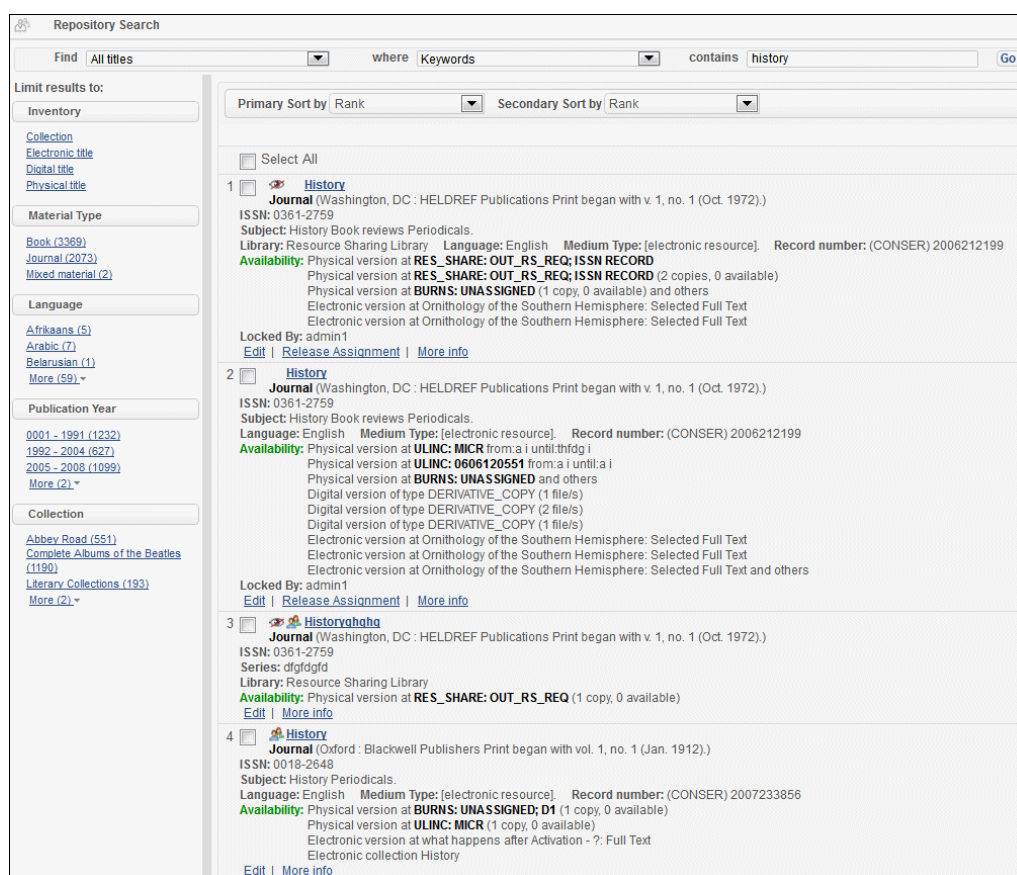 Repository Search
Find All titles where Keywords contains history Go
Limit results to:
Inventory
Collection
Electronic title
Digital title
Physical title
Material Type
Book (3369)
Journal (2073)
Mixed material (2)
Language
Afrikaans (5)
Arabic (7)
Belarusian (1)
More (59)
Publication Year
0001 - 1991 (1232)
1992 - 2004 (627)
2005 - 2008 (1099)
More (2)
Collection
Abbey Road (551)
Complete Albums of the Beatles
(1190)
Literary Collections (193)
More (2)
Primary Sort by Rank Secondary Sort by Rank
Select All
1 History
Journal (Washington, DC : HELDREF Publications Print began with v. 1, no. 1 (Oct. 1972).)
ISSN: 0361-2759
Subject: History Book reviews Periodicals.
Library: Resource Sharing Library Language: English Medium Type: [electronic resource]. Record number: (CONSER) 2006212199
Availability: Physical version at RES_SHARE: OUT_RS_REQ; ISSN RECORD
Physical version at RES_SHARE: OUT_RS_REQ; ISSN RECORD (2 copies, 0 available)
Physical version at BURNS: UNASSIGNED (1 copy, 0 available) and others
Electronic version at Ornithology of the Southern Hemisphere: Selected Full Text
Electronic version at Ornithology of the Southern Hemisphere: Selected Full Text
Locked By: admin1
Edit | Release Assignment | More info
2 History
Journal (Washington, DC : HELDREF Publications Print began with v. 1, no. 1 (Oct. 1972).)
ISSN: 0361-2759
Subject: History Book reviews Periodicals.
Language: English Medium Type: [electronic resource]. Record number: (CONSER) 2006212199
Availability: Physical version at ULINC: MICR from:a i until:thfdg i
Physical version at ULINC: 0606120551 from:a i until:a i
Physical version at BURNS: UNASSIGNED and others
Digital version of type DERIVATIVE_COPY (1 file/s)
Digital version of type DERIVATIVE_COPY (2 file/s)
Digital version of type DERIVATIVE_COPY (1 file/s)
Electronic version at Ornithology of the Southern Hemisphere: Selected Full Text
Electronic version at Ornithology of the Southern Hemisphere: Selected Full Text
Electronic version at Ornithology of the Southern Hemisphere: Selected Full Text and others
Locked By: admin1
Edit | Release Assignment | More info
3 Historyghghg
Journal (Washington, DC : HELDREF Publications Print began with v. 1, no. 1 (Oct. 1972).)
ISSN: 0361-2759
Series: dfgfdgfd
Library: Resource Sharing Library
Availability: Physical version at RES_SHARE: OUT_RS_REQ (1 copy, 0 available)
Edit | More info
4 History
Journal (Oxford : Blackwell Publishers Print began with vol. 1, no. 1 (Jan. 1912).)
ISSN: 0018-2648
Subject: History Periodicals.
Language: English Medium Type: [electronic resource]. Record number: (CONSER) 2007233856
Availability: Physical version at BURNS: UNASSIGNED; D1 (1 copy, 0 available)
Physical version at ULINC: MICR (1 copy, 0 available)
Electronic version at what happens after Activation - ?: Full Text
Electronic collection History
Edit | More info